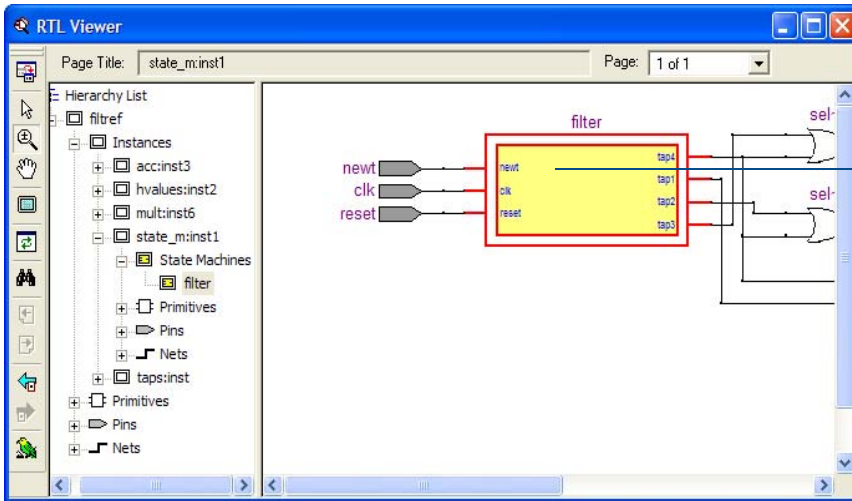 RTL Viewer
Page Title: state_m:inst1 Page: 1 of 1
Hierarchy List
filtref
Instances
acc:inst3
hvalues:inst2
mult:inst6
state_m:inst1
State Machines
filter
Primitives
Pins
Nets
taps:inst
Primitives
Pins
Nets
filter
sel
newt
clk
reset
newt
clk
reset
tap4
tap1
tap2
tap3
sel